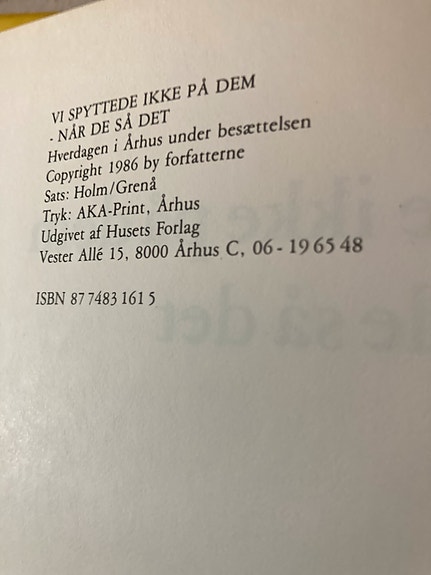 VI SPYTTEDE IKKE PÅ DEM
- NÅR DE SÅ DET
Hverdagen i Århus under besættelsen
Copyright 1986 by forfatterne
Sats: Holm/Grenå
Tryk: AKA-Print, Århus
Udgivet af Husets Forlag
Vester Allé 15, 8000 Århus C, 06 - 19 65 48
ISBN 87 7483 161 5